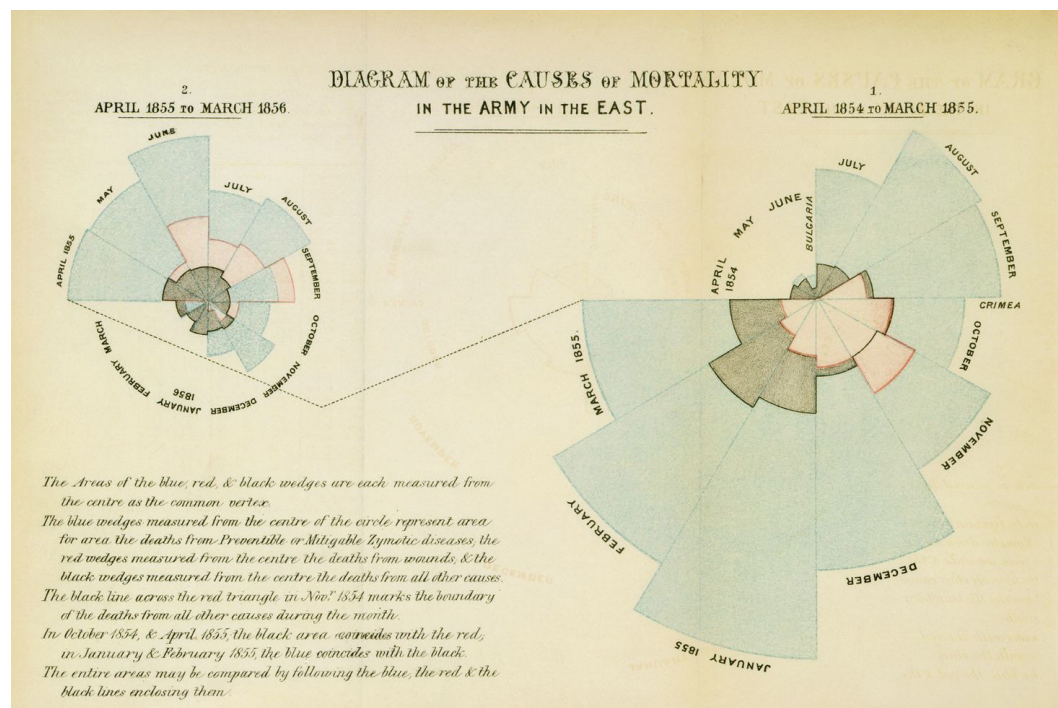 DIAGRAM OF THE CAUSES OF MORTALITY
IN THE ARMY IN THE EAST.
2.
APRIL 1855 TO MARCH 1856.
1.
APRIL 1854 TO MARCH 1855.
APRIL 1855
MAY
JUNE
JULY
AUGUST
SEPTEMBER
OCTOBER
NOVEMBER
DECEMBER
JANUARY
1856
FEBRUARY
MARCH
APRIL
1854
MAY
JUNE
BULGARIA
JULY
AUGUST
SEPTEMBER
CRIMEA
OCTOBER
NOVEMBER
DECEMBER
JANUARY 1855
FEBRUARY
MARCH 1855.
The Areas of the blue, red, & black wedges are each measured from
the centre as the common vertex.
The blue wedges measured from the centre of the circle represent area
for area the deaths from Preventible or Mitigable Zymotic diseases; the
red wedges measured from the centre the deaths from wounds; & the
black wedges measured from the centre the deaths from all other causes.
The black line across the red triangle in Nov.r 1854 marks the boundary
of the deaths from all other causes during the month.
In October 1854, & April 1855, the black area coincides with the red;
in January & February 1855, the blue coincides with the black.
The entire areas may be compared by following the blue, the red & the
black lines enclosing them.